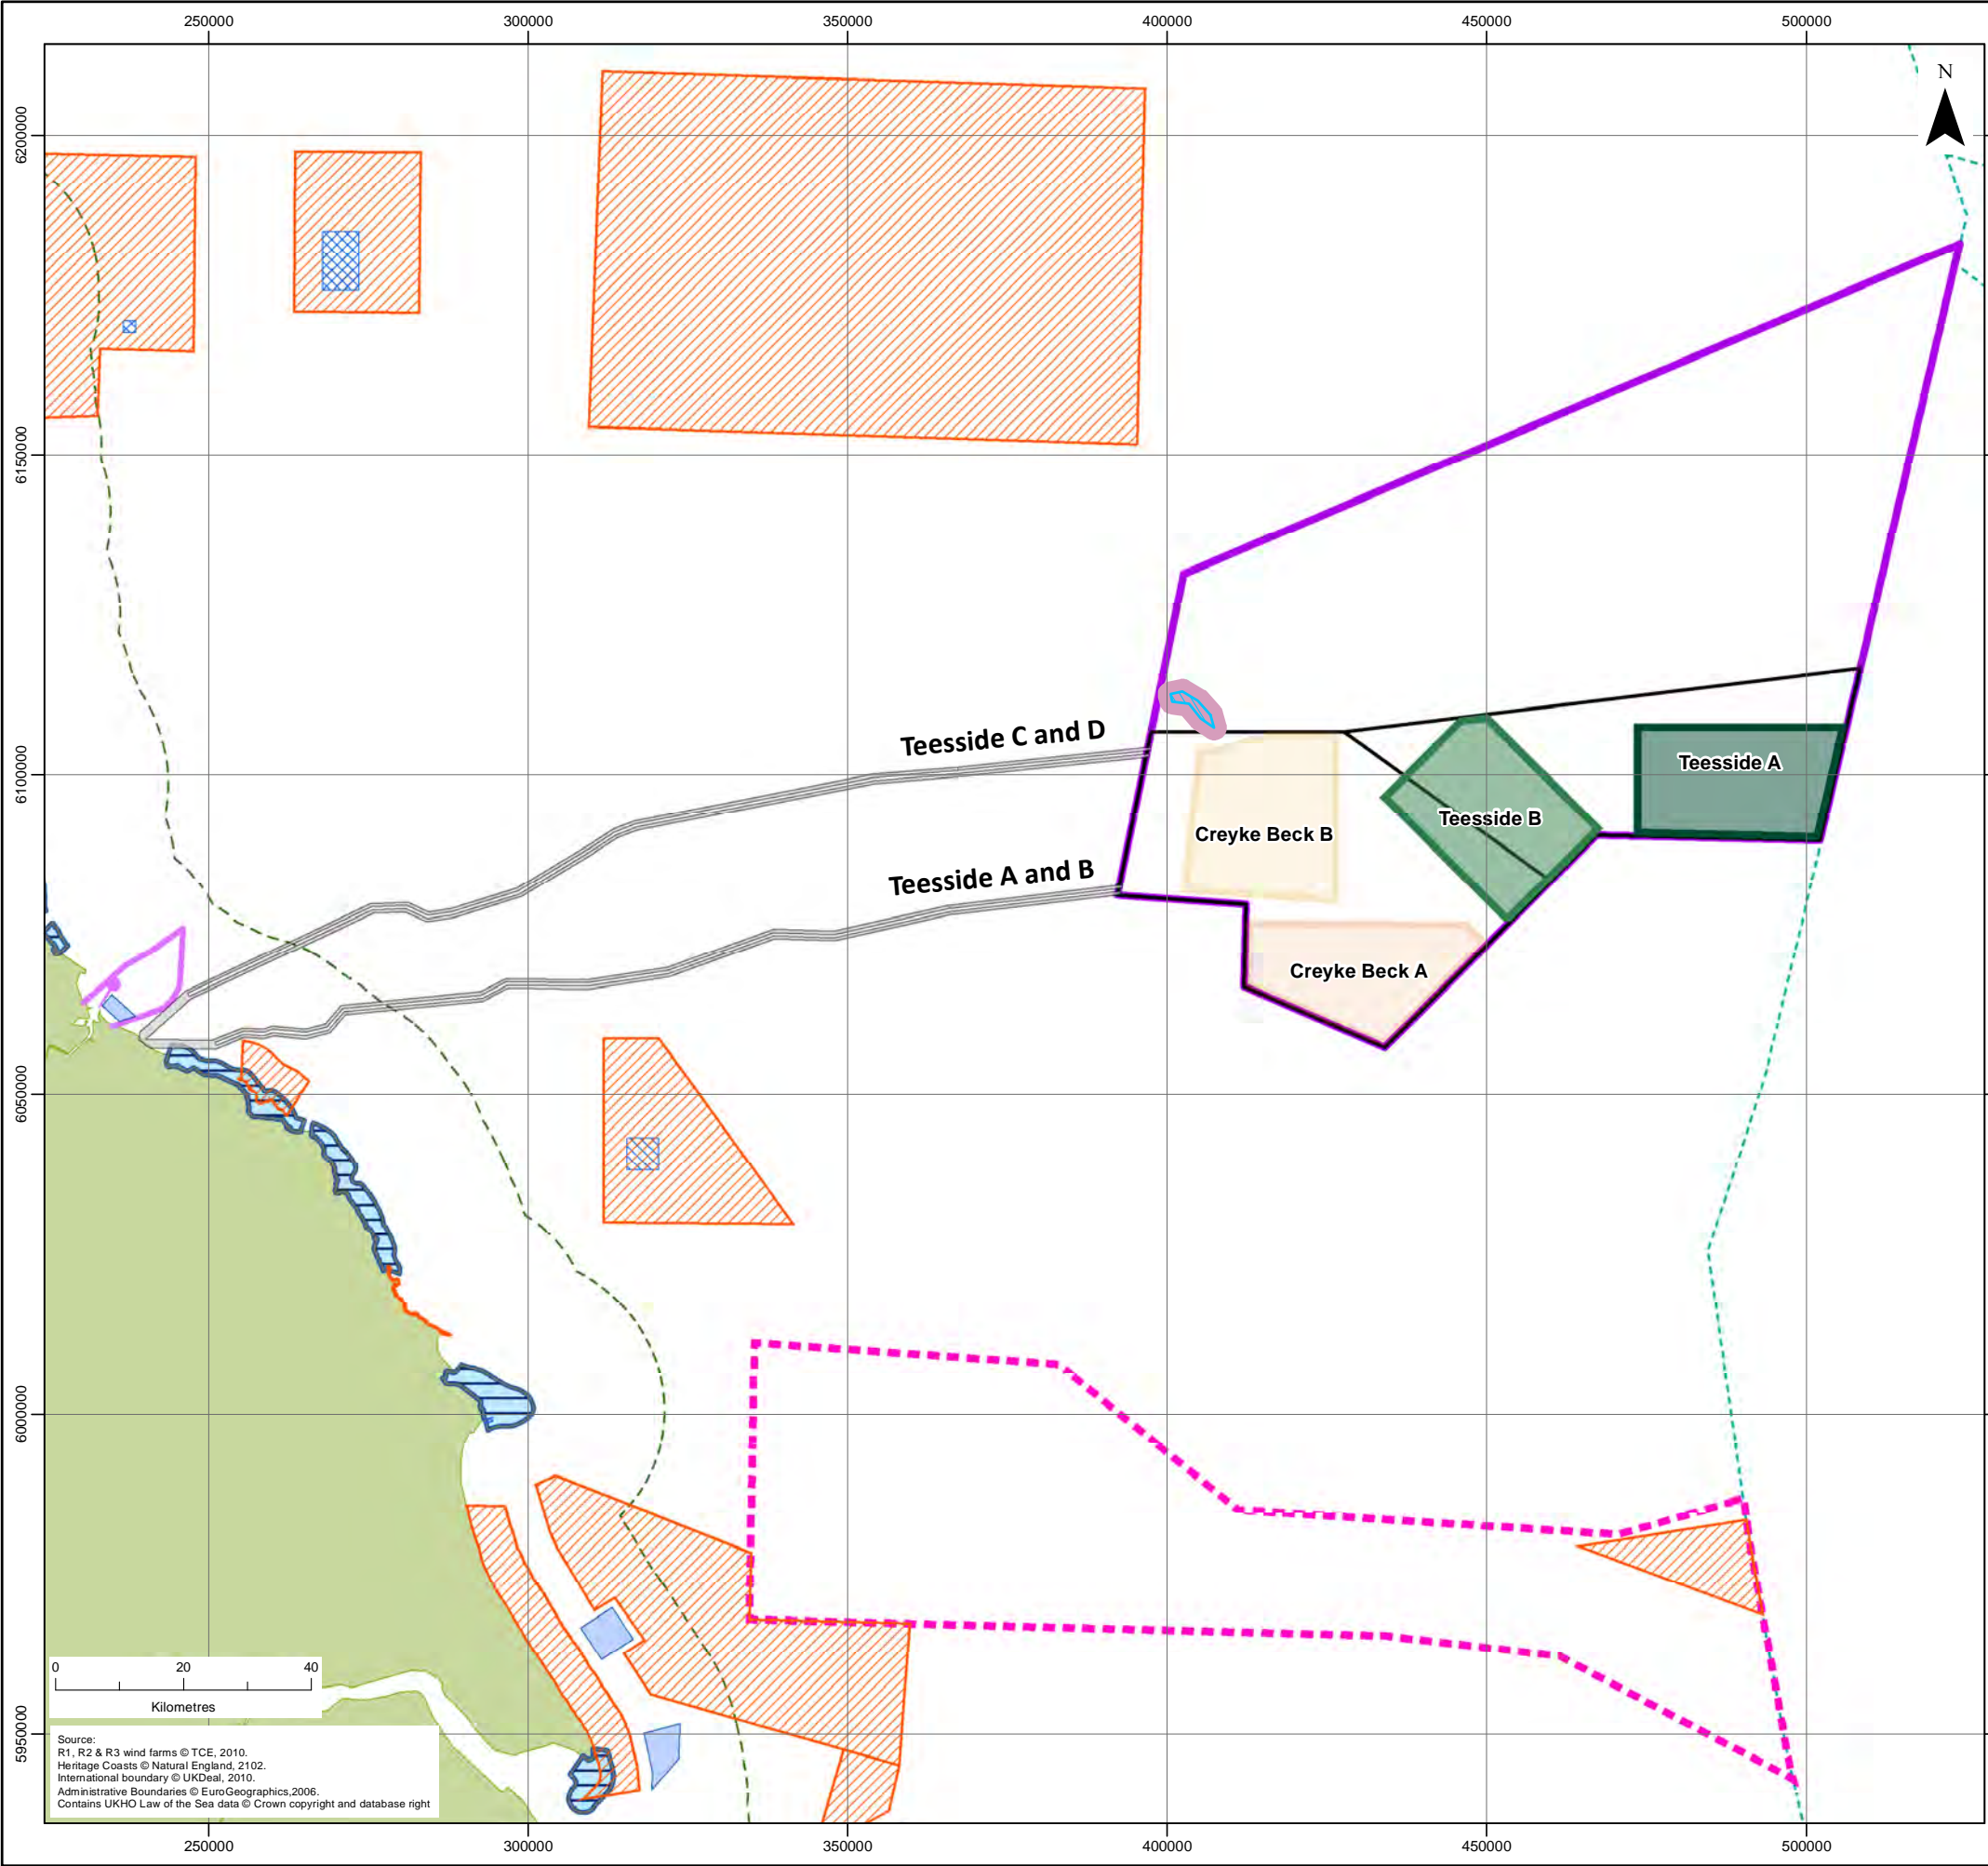 250000
300000
350000
400000
450000
500000
N
6200000
6150000
6100000
6050000
6000000
5950000
Teesside C and D
Teesside A
Teesside B
Creyke Beck B
Teesside A and B
Creyke Beck A
0
20
40
Kilometres
Source:
R1, R2 & R3 wind farms © TCE, 2010.
Heritage Coasts © Natural England, 2102.
International boundary © UKDeal, 2010.
Administrative Boundaries © EuroGeographics,2006.
Contains UKHO Law of the Sea data © Crown copyright and database right
250000
300000
350000
400000
450000
500000